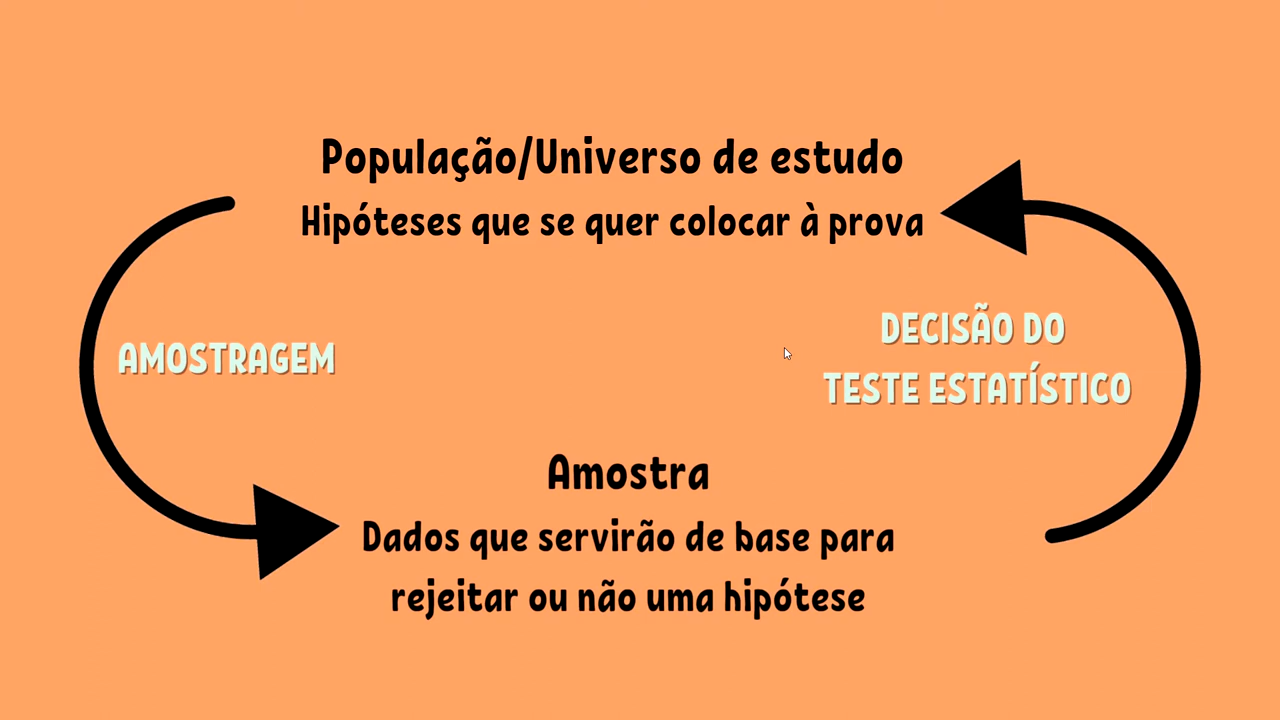 População/Universo de estudo
Hipóteses que se quer colocar à prova
AMOSTRAGEM
DECISÃO DO
TESTE ESTATÍSTICO
Amostra
Dados que servirão de base para
rejeitar ou não uma hipótese